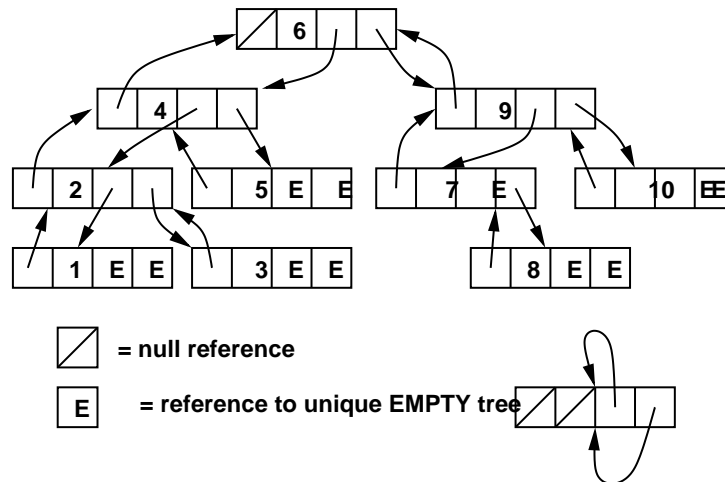 6
4 9
2 5 E E 7 E 10 EE
1 E E 3 E E 8 E E
= null reference
E = reference to unique EMPTY tree